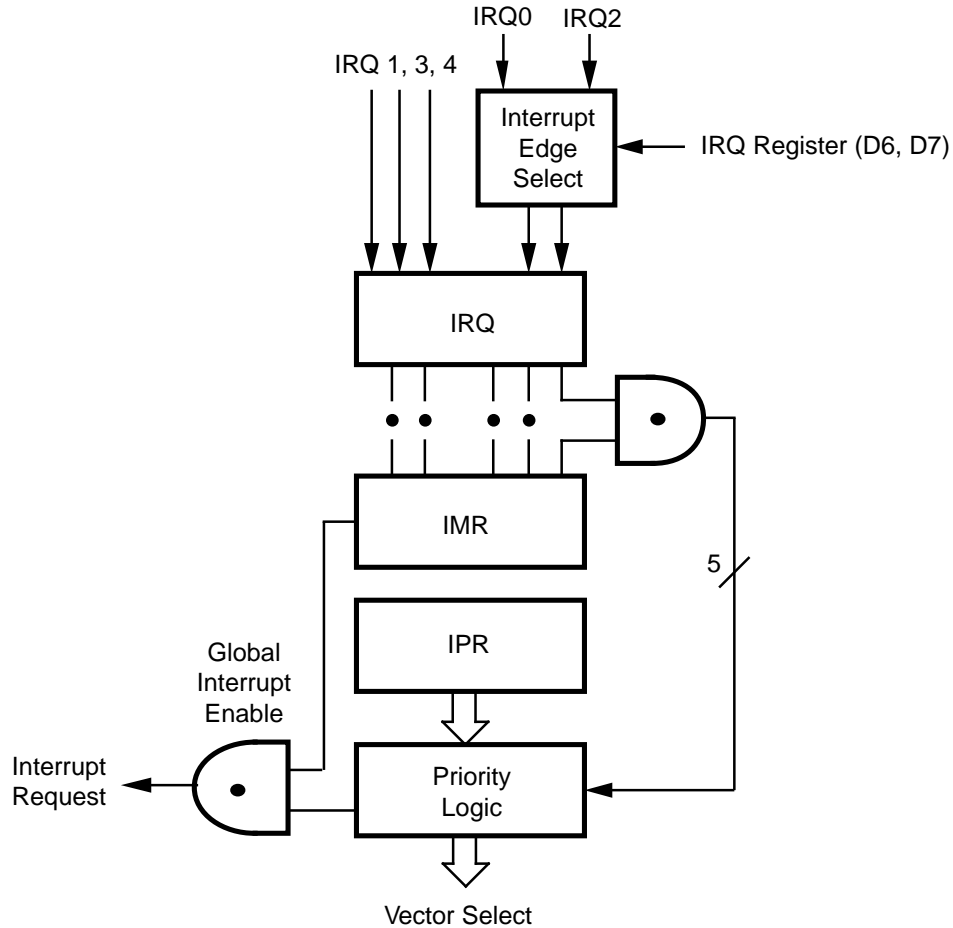 IRQ0
IRQ2
IRQ 1, 3, 4
Interrupt
Edge
Select
IRQ Register (D6, D7)
IRQ
IMR
5
IPR
Global
Interrupt
Enable
Interrupt
Request
Priority
Logic
Vector Select